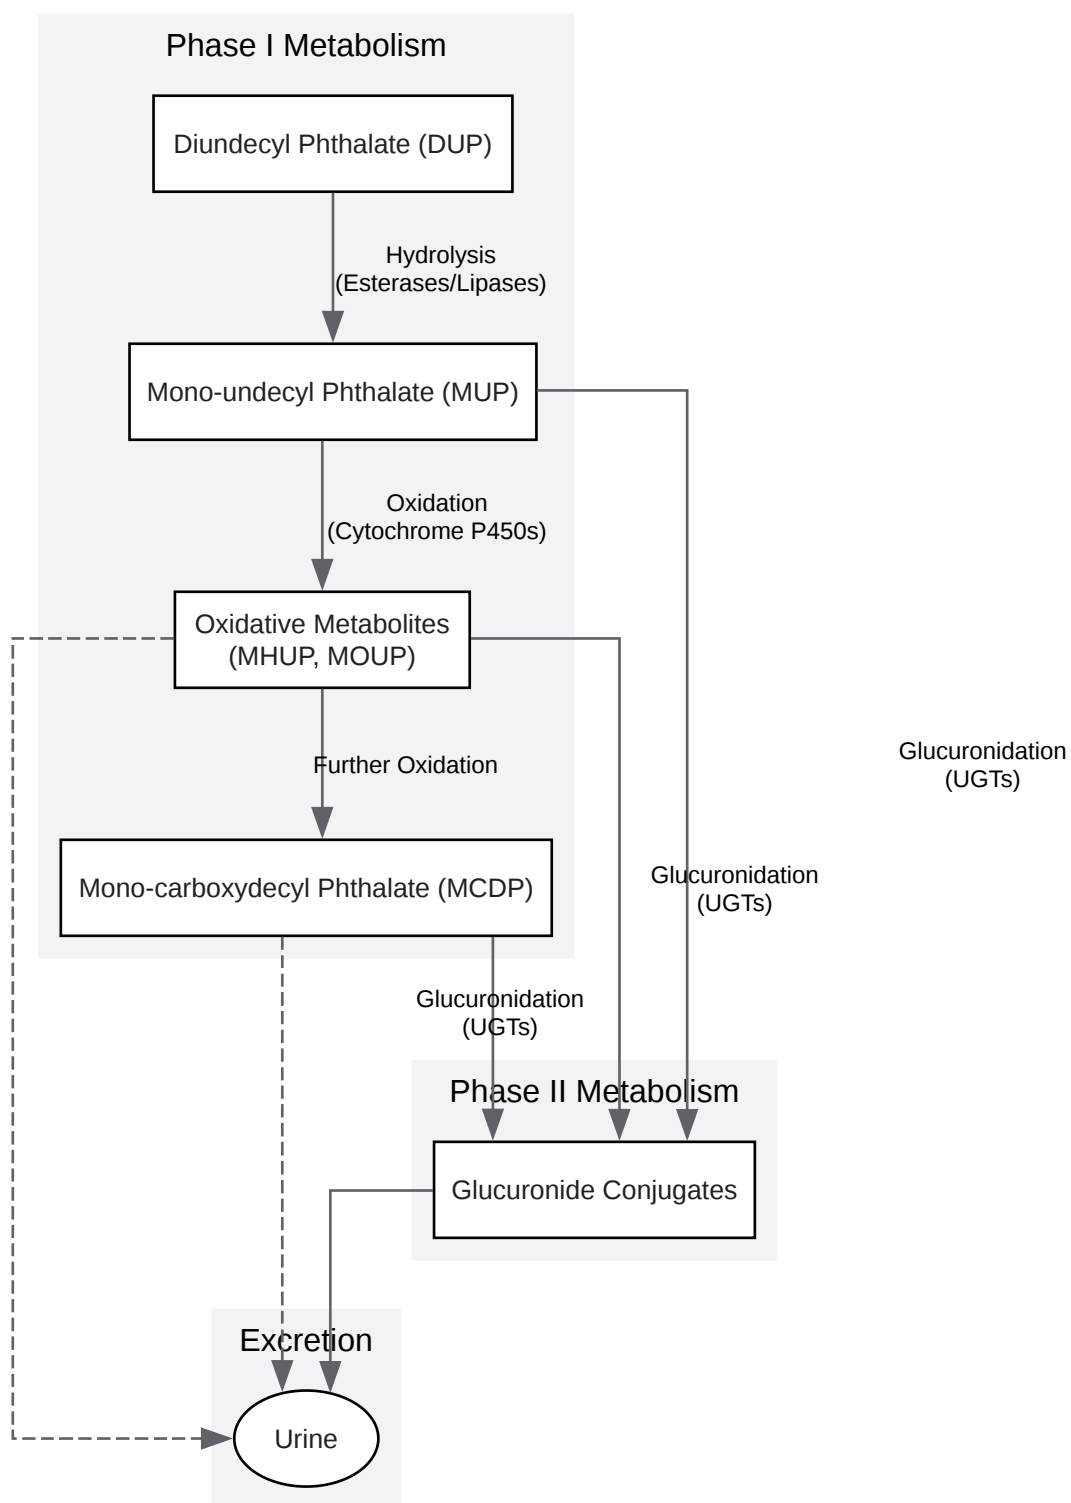 Phase I Metabolism
Diundecyl Phthalate (DUP)
Hydrolysis
(Esterases/Lipases)
Mono-undecyl Phthalate (MUP)
Oxidation
(Cytochrome P450s)
Oxidative Metabolites
(MHUP, MOUP)
Further Oxidation
Glucuronidation
(UGTs)
Mono-carboxydecyl Phthalate (MCDP)
Glucuronidation
(UGTs)
Glucuronidation
(UGTs)
Phase II Metabolism
Glucuronide Conjugates
Excretion
Urine